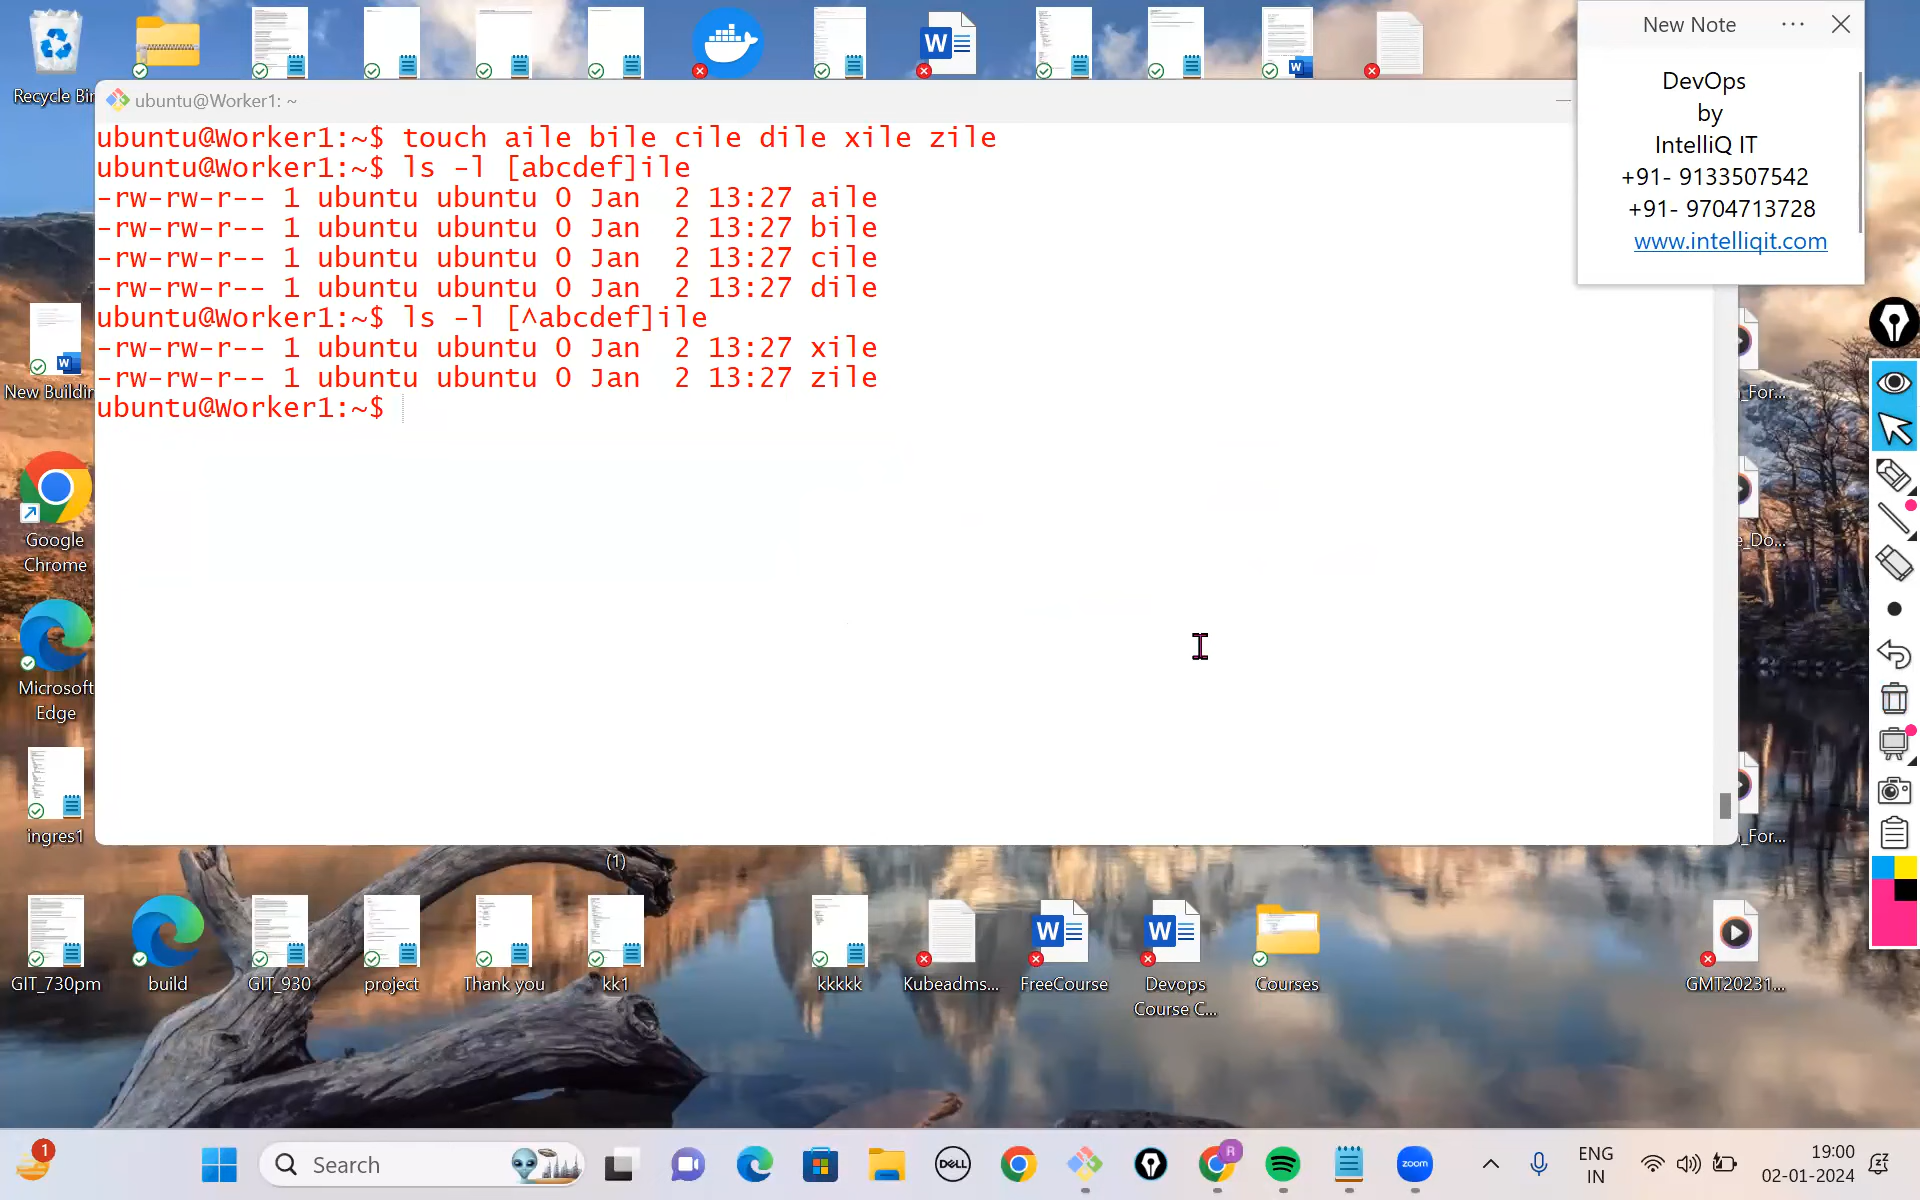 Recycle Bin
ubuntu@Worker1: ~
ubuntu@Worker1:~$ touch aile bile cile dile xile zile
ubuntu@Worker1:~$ ls -l [abcdef]ile
-rw-rw-r-- 1 ubuntu ubuntu 0 Jan  2 13:27 aile
-rw-rw-r-- 1 ubuntu ubuntu 0 Jan  2 13:27 bile
-rw-rw-r-- 1 ubuntu ubuntu 0 Jan  2 13:27 cile
-rw-rw-r-- 1 ubuntu ubuntu 0 Jan  2 13:27 dile
ubuntu@Worker1:~$ ls -l [^abcdef]ile
-rw-rw-r-- 1 ubuntu ubuntu 0 Jan  2 13:27 xile
-rw-rw-r-- 1 ubuntu ubuntu 0 Jan  2 13:27 zile
ubuntu@Worker1:~$
New Note
DevOps
by
IntelliQ IT
+91- 9133507542
+91- 9704713728
www.intelliqit.com
New Buildin
Google
Chrome
Microsoft
Edge
ingres1
_For...
e_Do...
_For...
(1)
GIT_730pm
build
GIT_930
project
Thank you
kk1
kkkkk
Kubeadms...
FreeCourse
Devops
Course C...
Courses
GMT20231...
1
Search
DELL
R
zoom
ENG
IN
19:00
02-01-2024